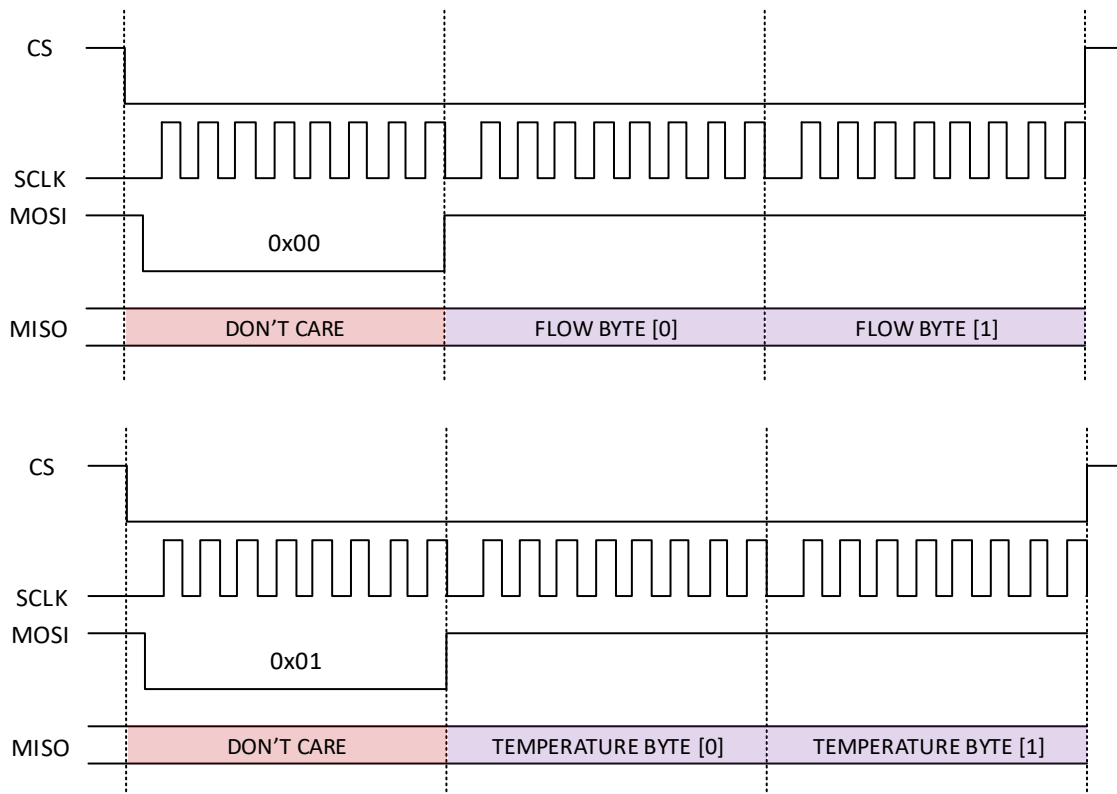 CS
SCLK
MOSI
0x00
MISO
DON'T CARE
FLOW BYTE [0]
FLOW BYTE [1]
CS
SCLK
MOSI
0x01
MISO
DON'T CARE
TEMPERATURE BYTE [0]
TEMPERATURE BYTE [1]